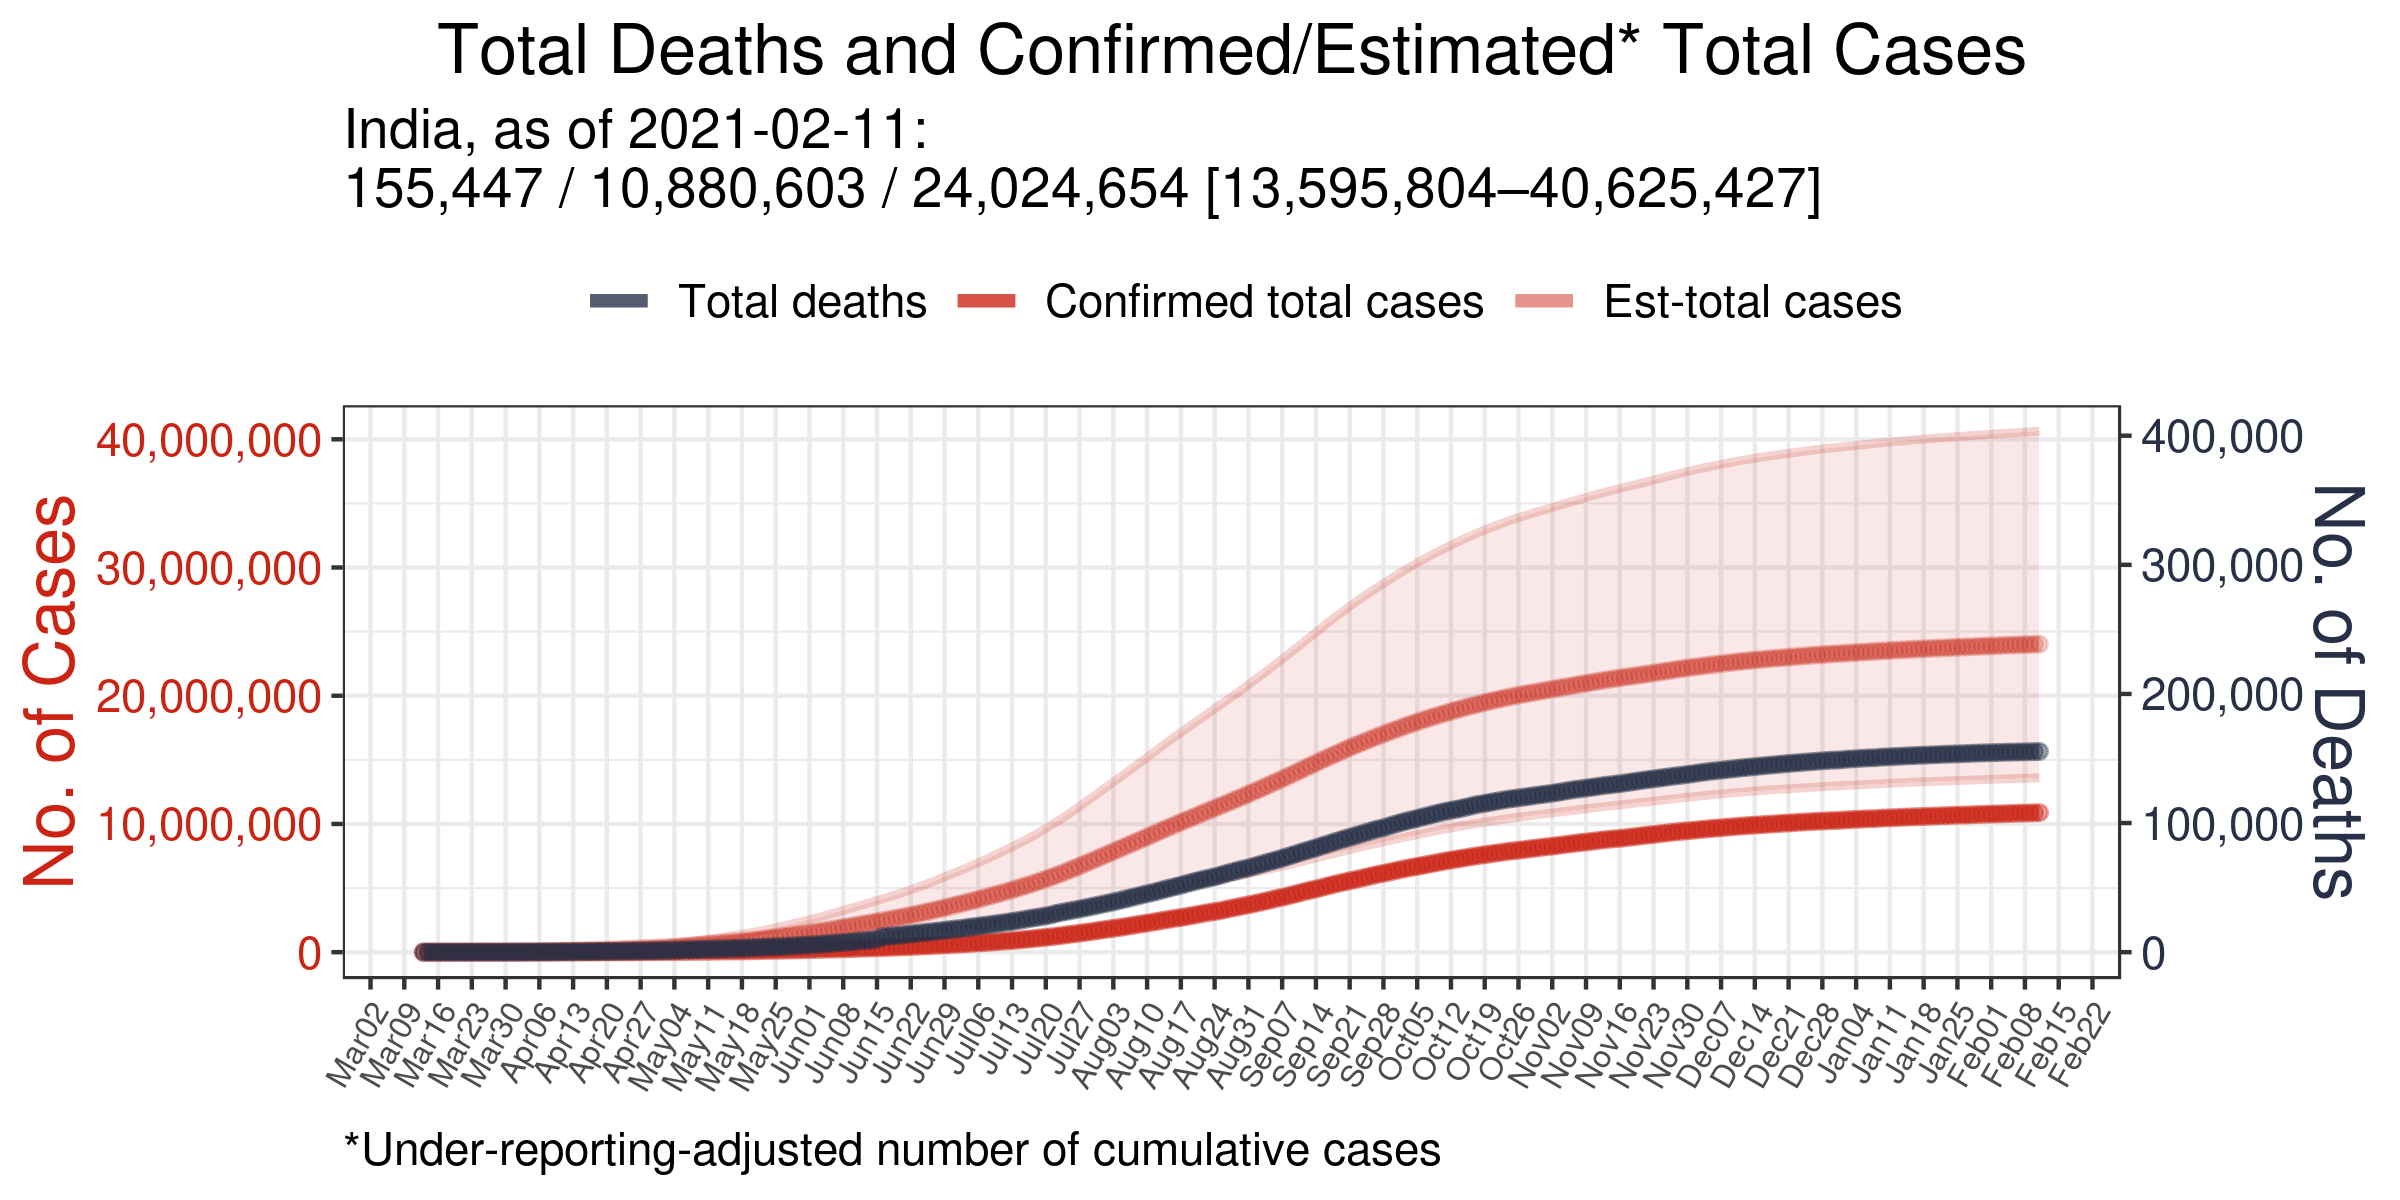 Total Deaths and Confirmed/Estimated* Total Cases
India, as of 2021-02-11:
155,447 / 10,880,603 / 24,024,654 [13,595,804–40,625,427]
Total deaths
Confirmed total cases
Est-total cases
No. of Cases
40,000,000
30,000,000
20,000,000
10,000,000
0
400,000
300,000
200,000
100,000
0
No. of Deaths
Mar02
Mar09
Mar16
Mar23
Mar30
Apr06
Apr13
Apr20
Apr27
May04
May11
May18
May25
Jun01
Jun08
Jun15
Jun22
Jun29
Jul06
Jul13
Jul20
Jul27
Aug03
Aug10
Aug17
Aug24
Aug31
Sep07
Sep14
Sep21
Sep28
Oct05
Oct12
Oct19
Oct26
Nov02
Nov09
Nov16
Nov23
Nov30
Dec07
Dec14
Dec21
Dec28
Jan04
Jan11
Jan18
Jan25
Feb01
Feb08
Feb15
Feb22
*Under-reporting-adjusted number of cumulative cases